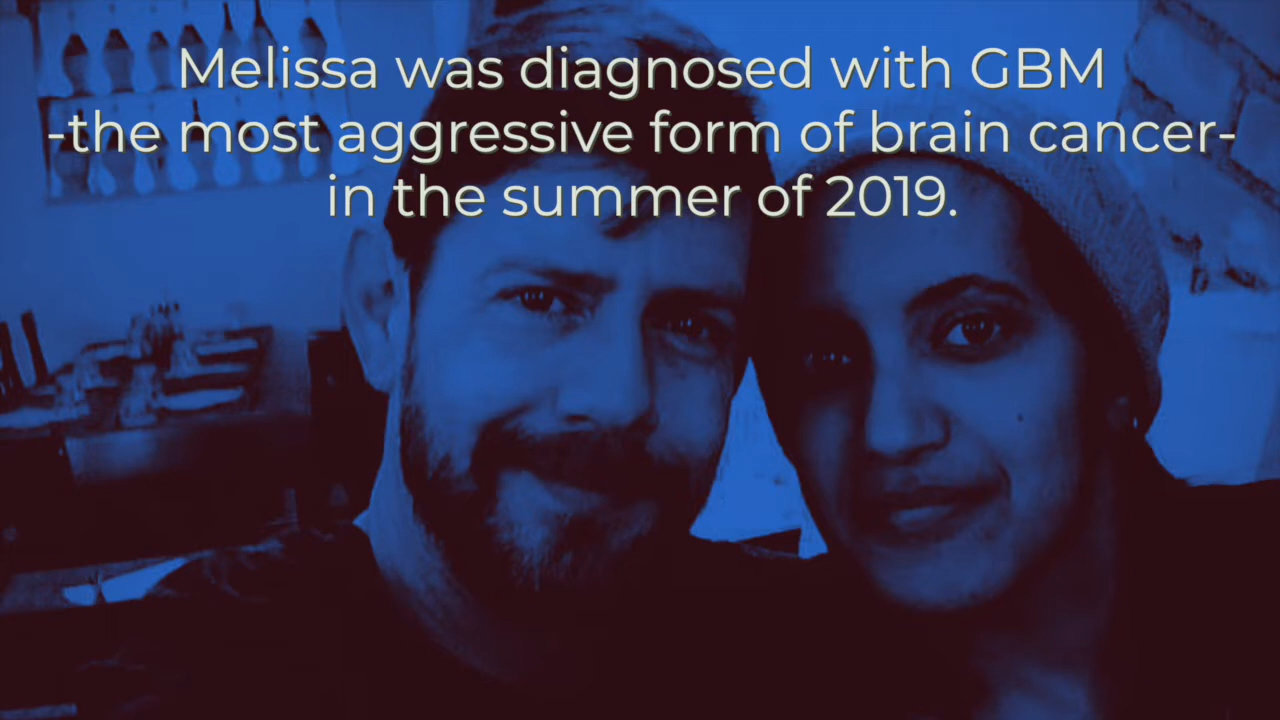 Melissa was diagnosed with GBM
-the most aggressive form of brain cancer-
in the summer of 2019.